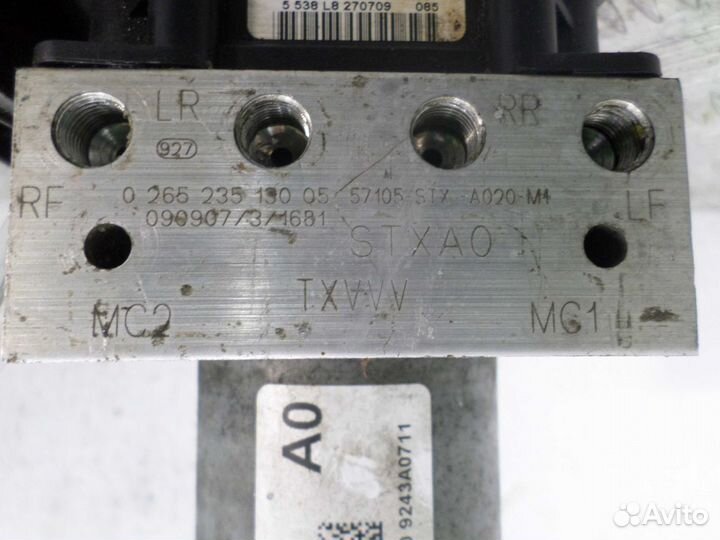 5 538 L8 270709 085
LR RR
927
RF LF
0 265 235 130 05 57105-STX -A020-M1
090907/3/1681
STXA0
TXVVV
MC2 MC1
A0
9243A0711
Avito